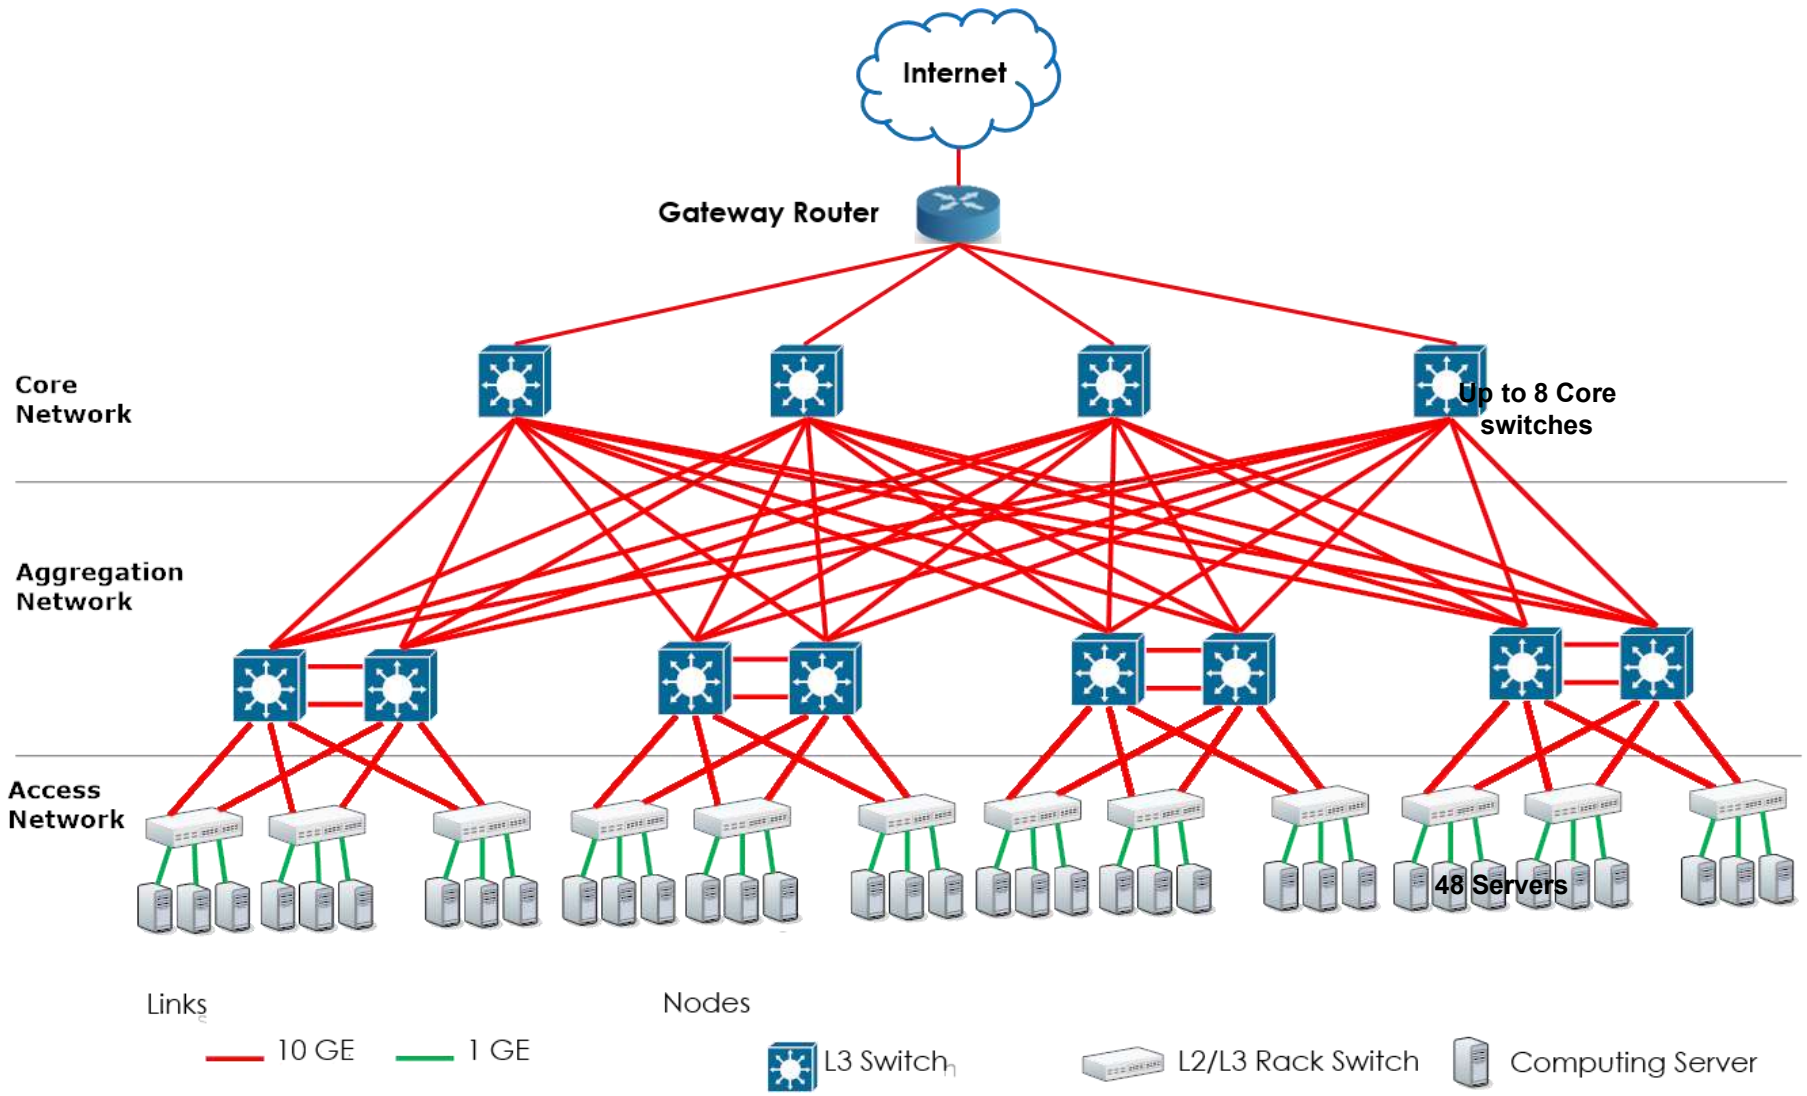 Internet
Gateway Router
Core
Network
Up to 8 Core
switches
Aggregation
Network
Access
Network
48 Servers
Links
Nodes
10 GE
1 GE
L3 Switch
L2/L3 Rack Switch
Computing Server